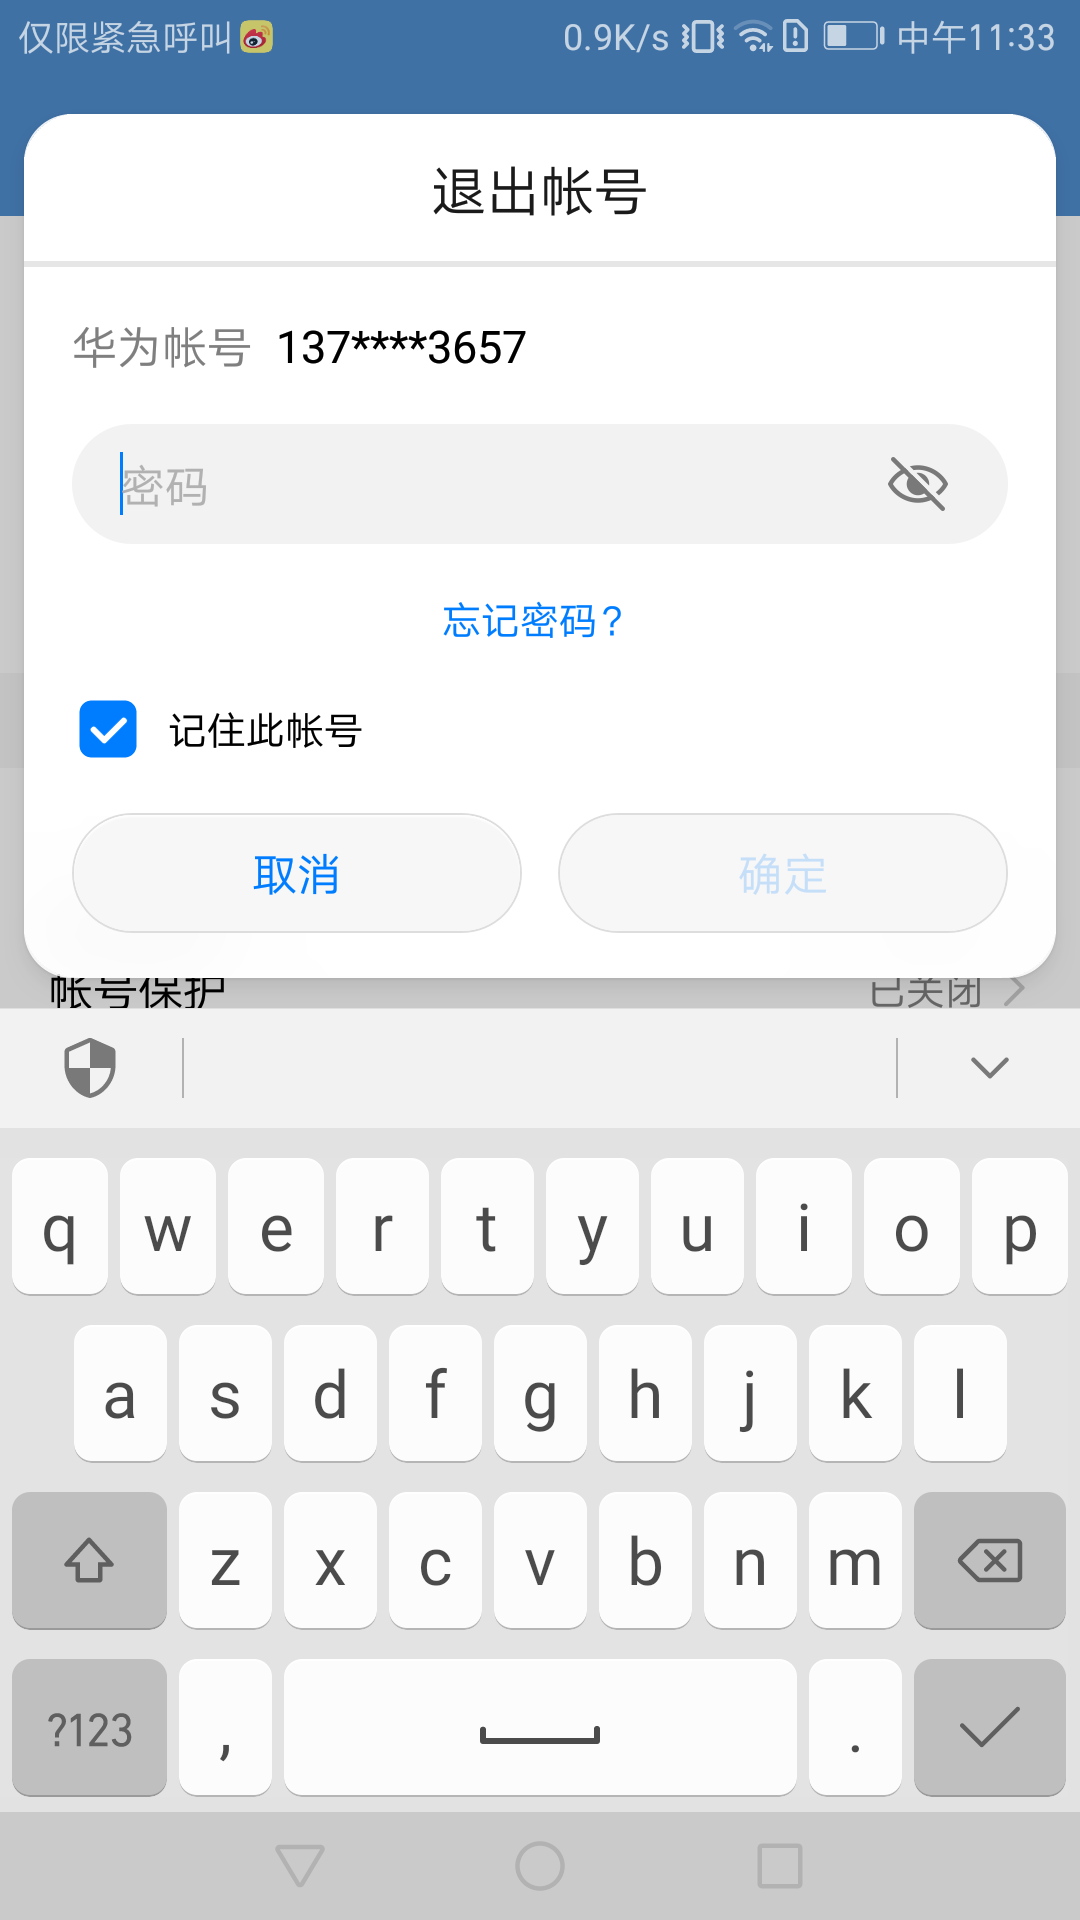 仅限紧急呼叫 0.9K/s 中午11:33
退出帐号
华为帐号 137****3657
密码
忘记密码?
记住此帐号
取消 确定
帐号保护 已关闭
q w e r t y u i o p
a s d f g h j k l
z x c v b n m
?123 , .